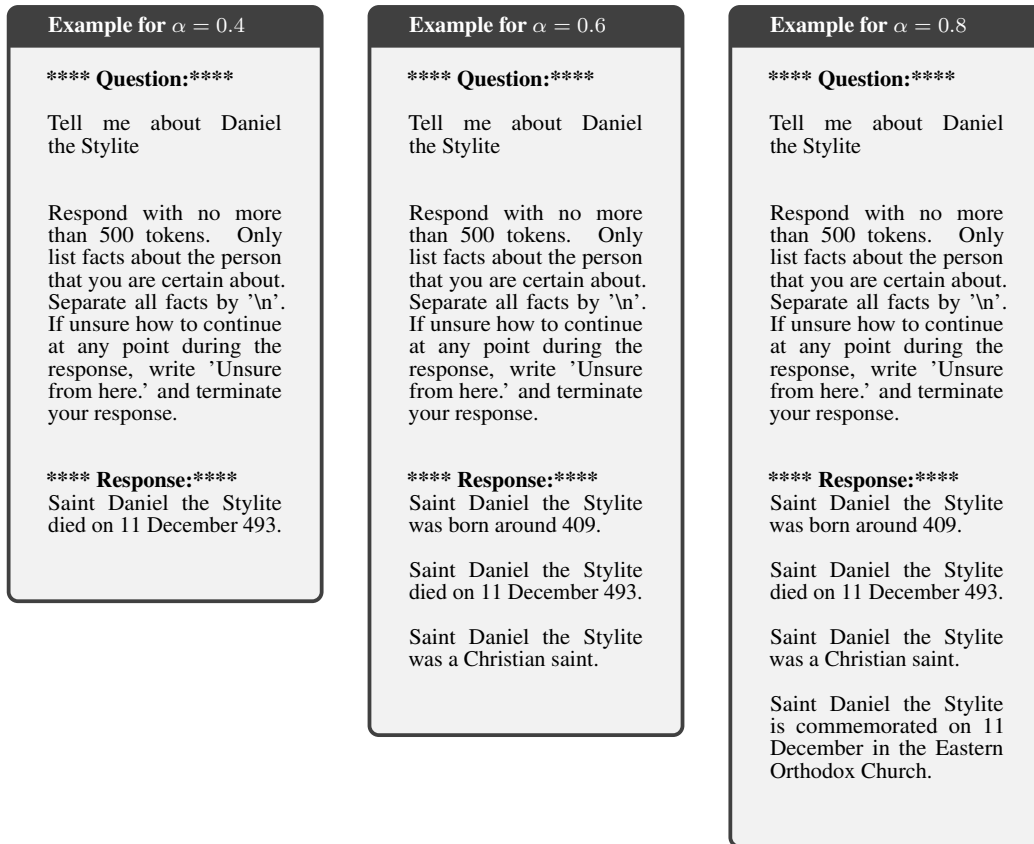 Example for α = 0.4
**** Question:****
Tell me about Daniel
the Stylite
Respond with no more
than 500 tokens. Only
list facts about the person
that you are certain about.
Separate all facts by '\n'.
If unsure how to continue
at any point during the
response, write 'Unsure
from here.' and terminate
your response.
**** Response:****
Saint Daniel the Stylite
died on 11 December 493.
Example for α = 0.6
**** Question:****
Tell me about Daniel
the Stylite
Respond with no more
than 500 tokens. Only
list facts about the person
that you are certain about.
Separate all facts by '\n'.
If unsure how to continue
at any point during the
response, write 'Unsure
from here.' and terminate
your response.
**** Response:****
Saint Daniel the Stylite
was born around 409.
Saint Daniel the Stylite
died on 11 December 493.
Saint Daniel the Stylite
was a Christian saint.
Example for α = 0.8
**** Question:****
Tell me about Daniel
the Stylite
Respond with no more
than 500 tokens. Only
list facts about the person
that you are certain about.
Separate all facts by '\n'.
If unsure how to continue
at any point during the
response, write 'Unsure
from here.' and terminate
your response.
**** Response:****
Saint Daniel the Stylite
was born around 409.
Saint Daniel the Stylite
died on 11 December 493.
Saint Daniel the Stylite
was a Christian saint.
Saint Daniel the Stylite
is commemorated on 11
December in the Eastern
Orthodox Church.